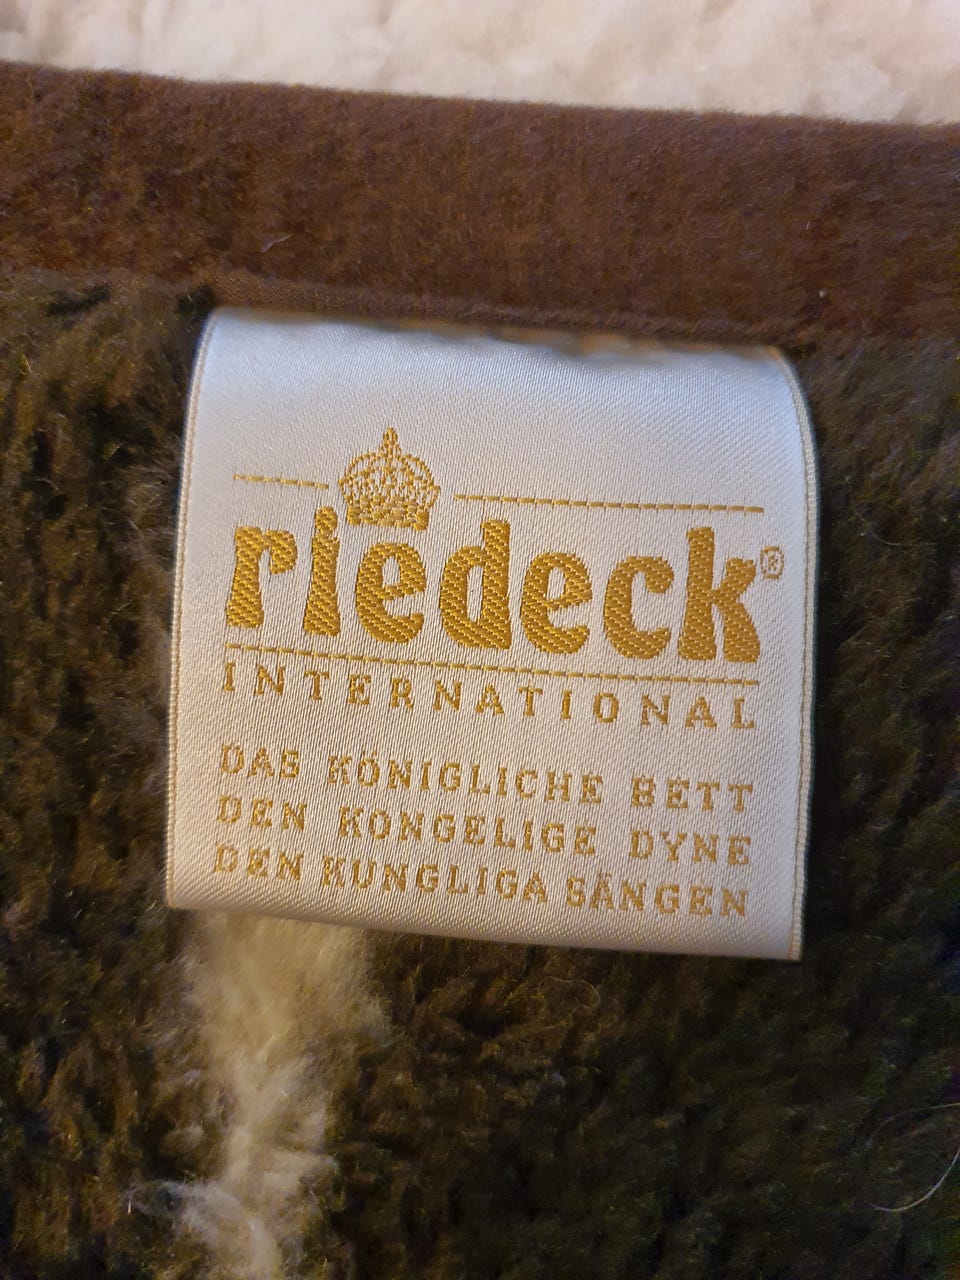 riedeck®
INTERNATIONAL
DAS KÖNIGLICHE BETT
DEN KONGELIGE DYNE
DEN KUNGLIGA SÄNGEN